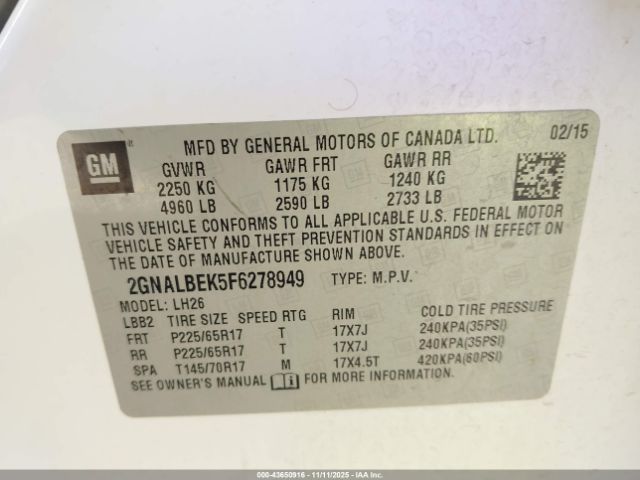 GM
MFD BY GENERAL MOTORS OF CANADA LTD. 02/15
GVWR GAWR FRT GAWR RR
2250 KG 1175 KG 1240 KG
4960 LB 2590 LB 2733 LB
THIS VEHICLE CONFORMS TO ALL APPLICABLE U.S. FEDERAL MOTOR
VEHICLE SAFETY AND THEFT PREVENTION STANDARDS IN EFFECT ON
THE DATE OF MANUFACTURE SHOWN ABOVE.
2GNALBEK5F6278949 TYPE: M.P.V.
MODEL: LH26
LBB2 TIRE SIZE SPEED RTG RIM COLD TIRE PRESSURE
FRT P225/65R17 T 17X7J 240KPA(35PSI)
RR P225/65R17 T 17X7J 240KPA(35PSI)
SPA T145/70R17 M 17X4.5T 420KPA(60PSI)
SEE OWNER'S MANUAL FOR MORE INFORMATION.
000-43650916 - 11/11/2025 - IAAI.com